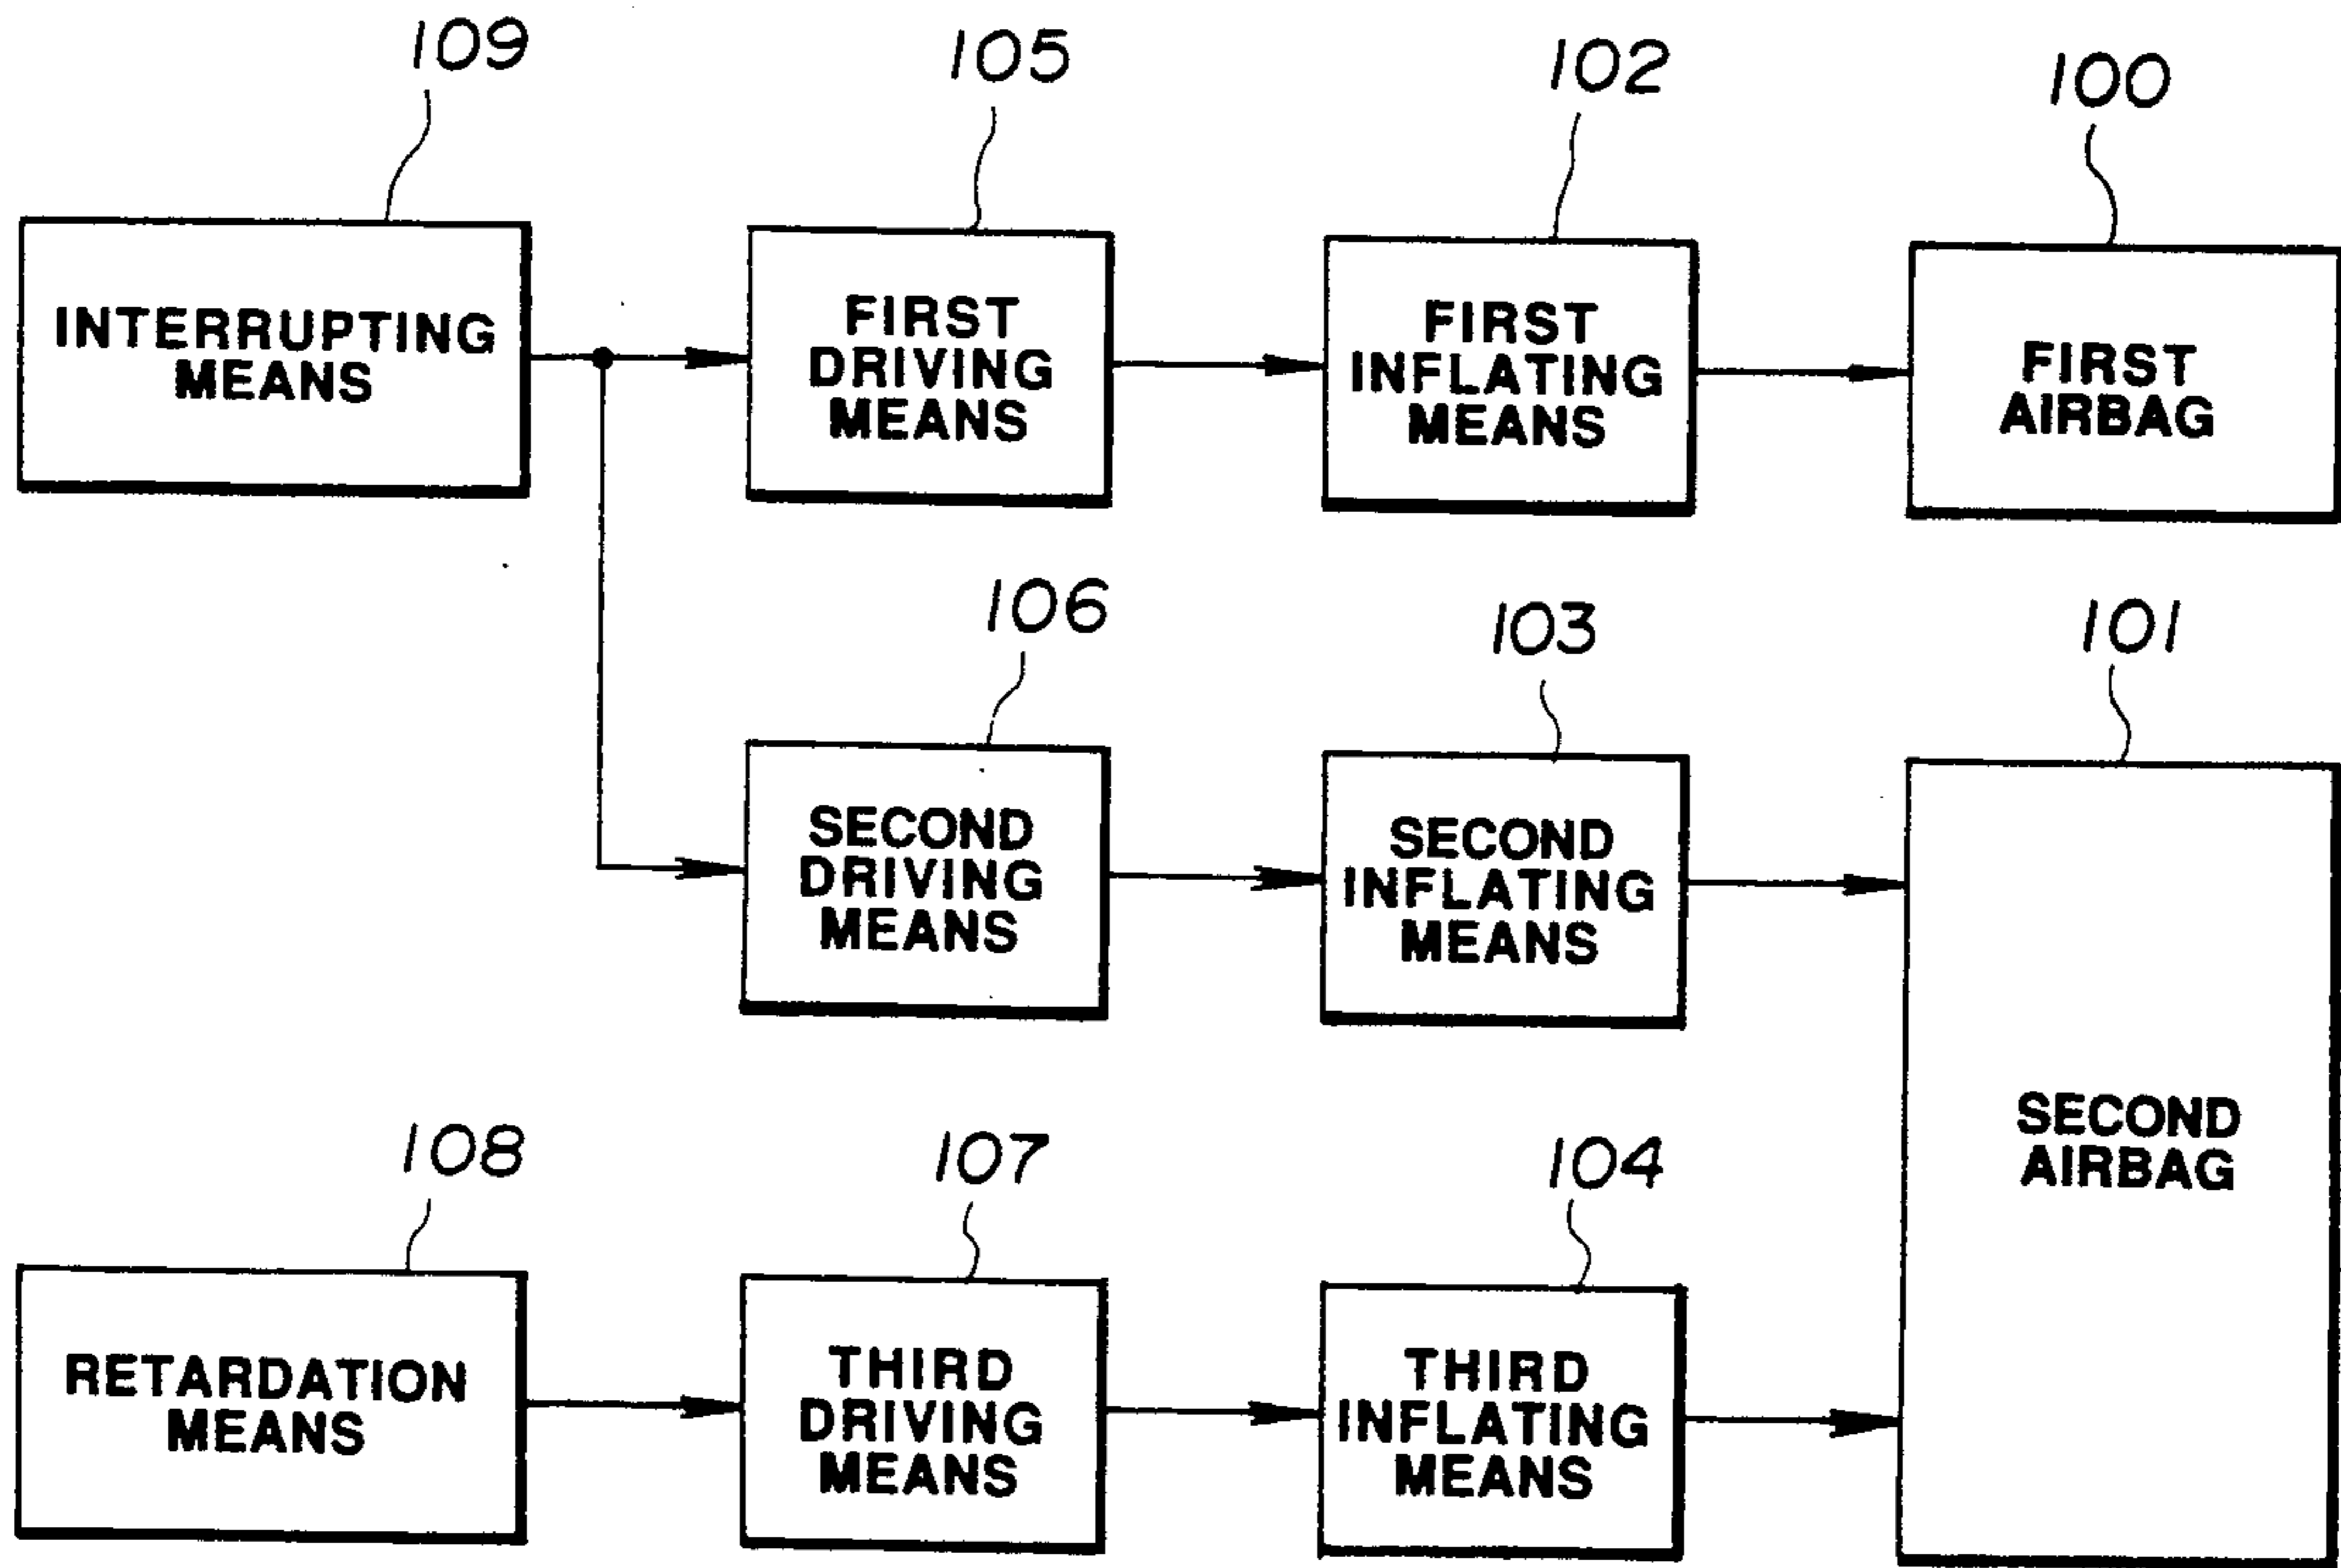 109
105
102
100
INTERRUPTING
MEANS
FIRST
DRIVING
MEANS
FIRST
INFLATING
MEANS
FIRST
AIRBAG
106
103
101
SECOND
DRIVING
MEANS
SECOND
INFLATING
MEANS
SECOND
AIRBAG
108
107
104
RETARDATION
MEANS
THIRD
DRIVING
MEANS
THIRD
INFLATING
MEANS